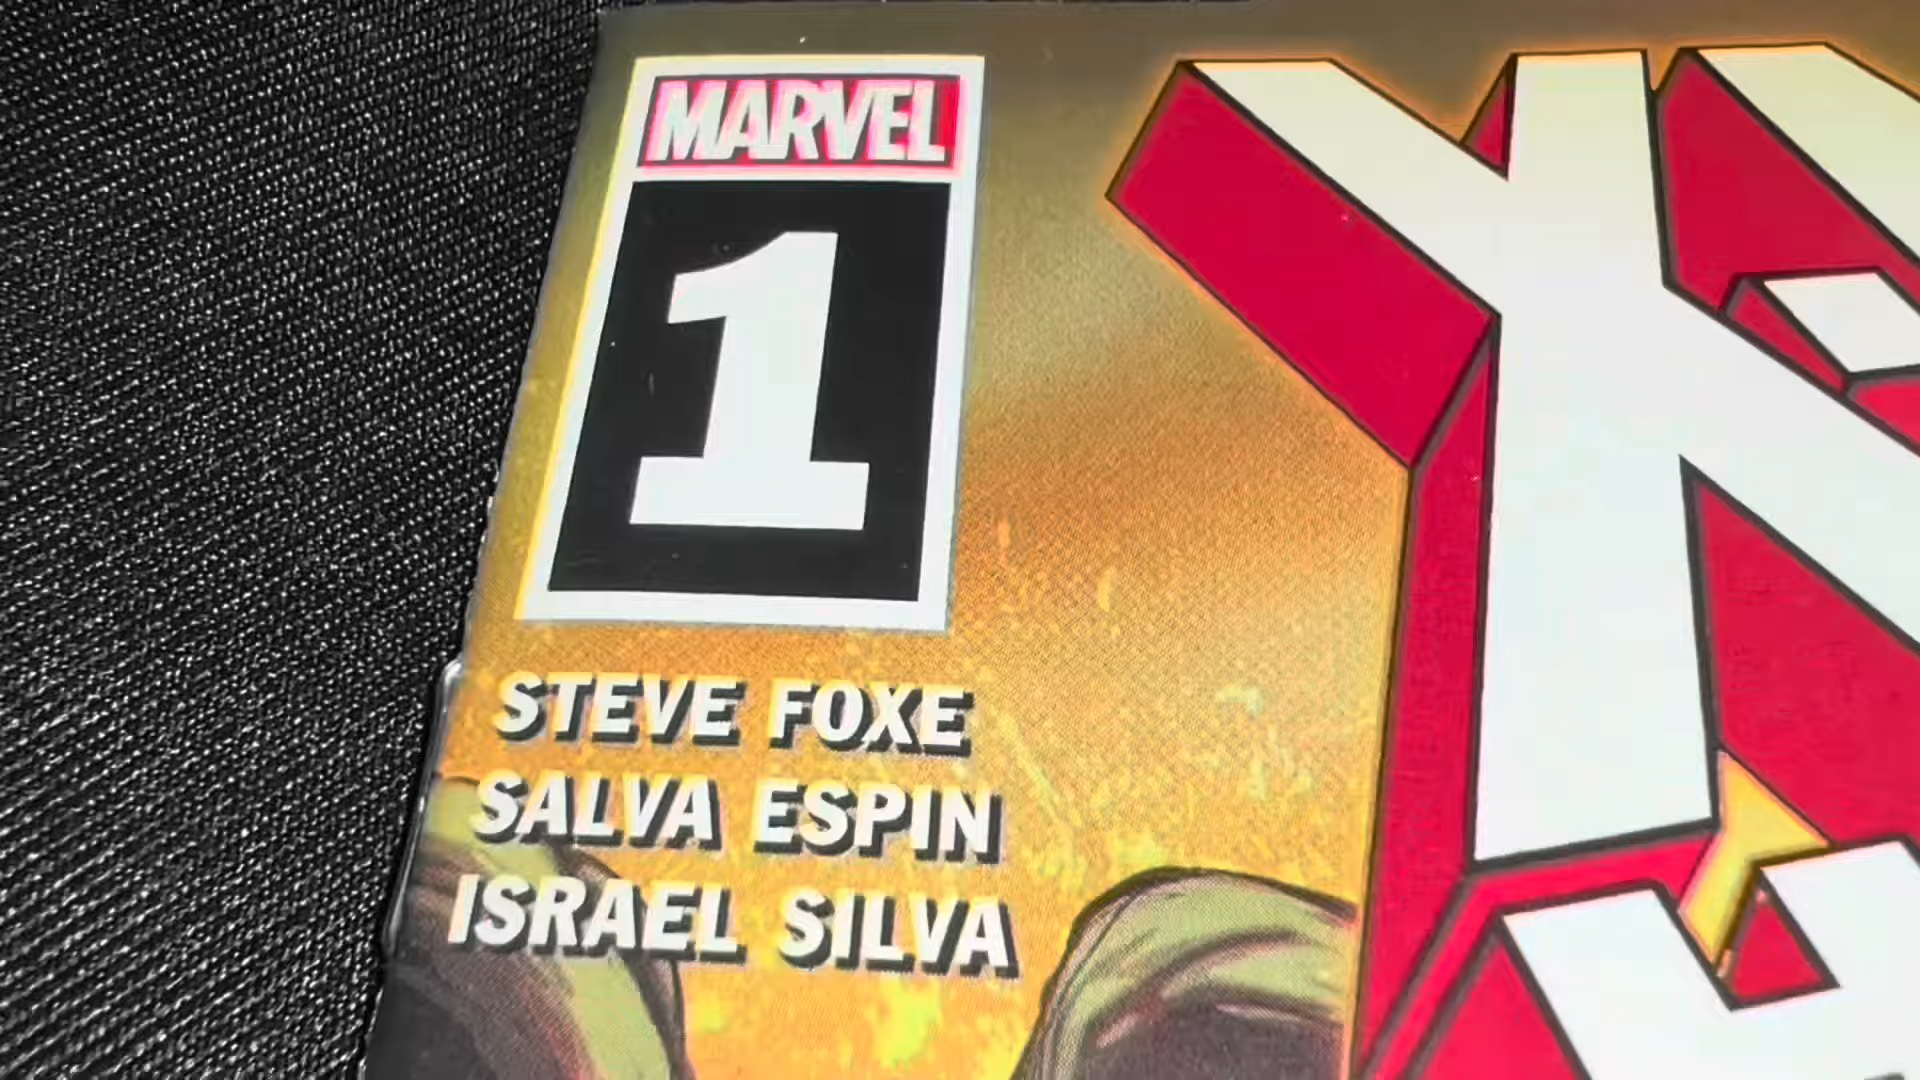 MARVEL
1
STEVE FOXE
SALVA ESPIN
ISRAEL SILVA